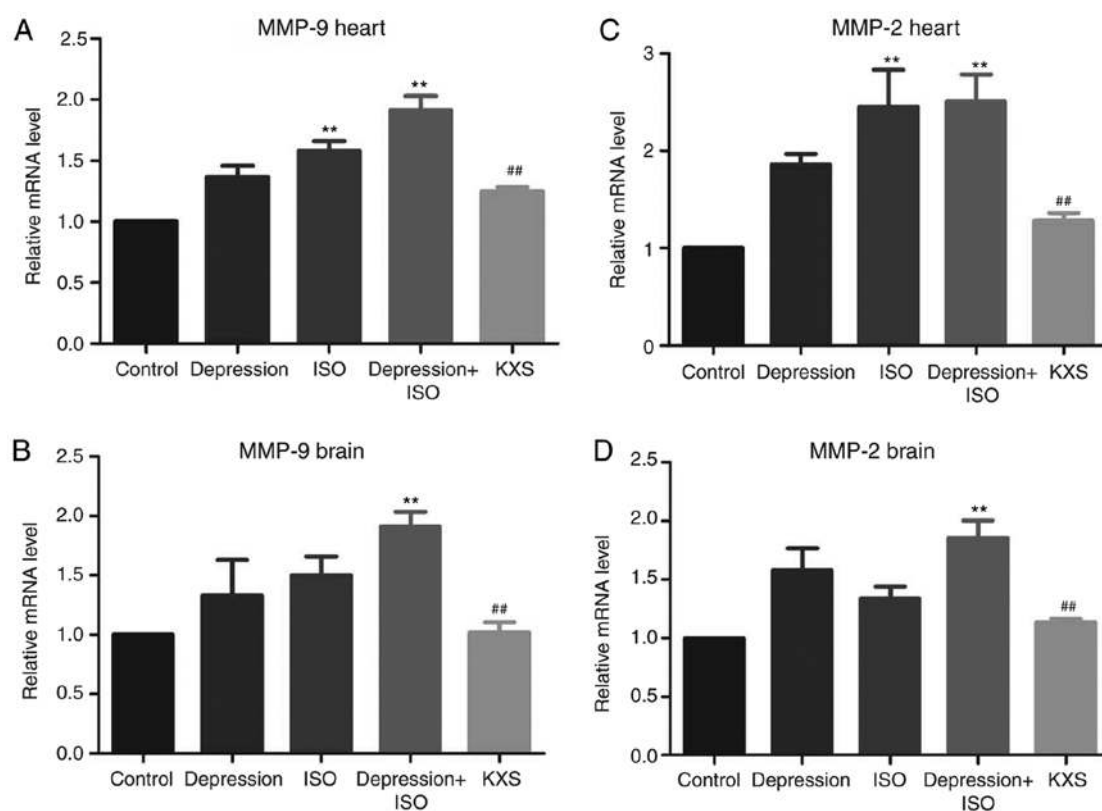 A
MMP-9 heart
Relative mRNA level
2.5
2.0
1.5
1.0
0.5
0.0
**
**
##
Control
Depression
ISO
Depression+
ISO
KXS
C
MMP-2 heart
Relative mRNA level
3
2
1
0
**
**
##
Control
Depression
ISO
Depression+
ISO
KXS
B
MMP-9 brain
Relative mRNA level
2.5
2.0
1.5
1.0
0.5
0.0
**
##
Control
Depression
ISO
Depression+
ISO
KXS
D
MMP-2 brain
Relative mRNA level
2.5
2.0
1.5
1.0
0.5
0.0
**
##
Control
Depression
ISO
Depression+
ISO
KXS